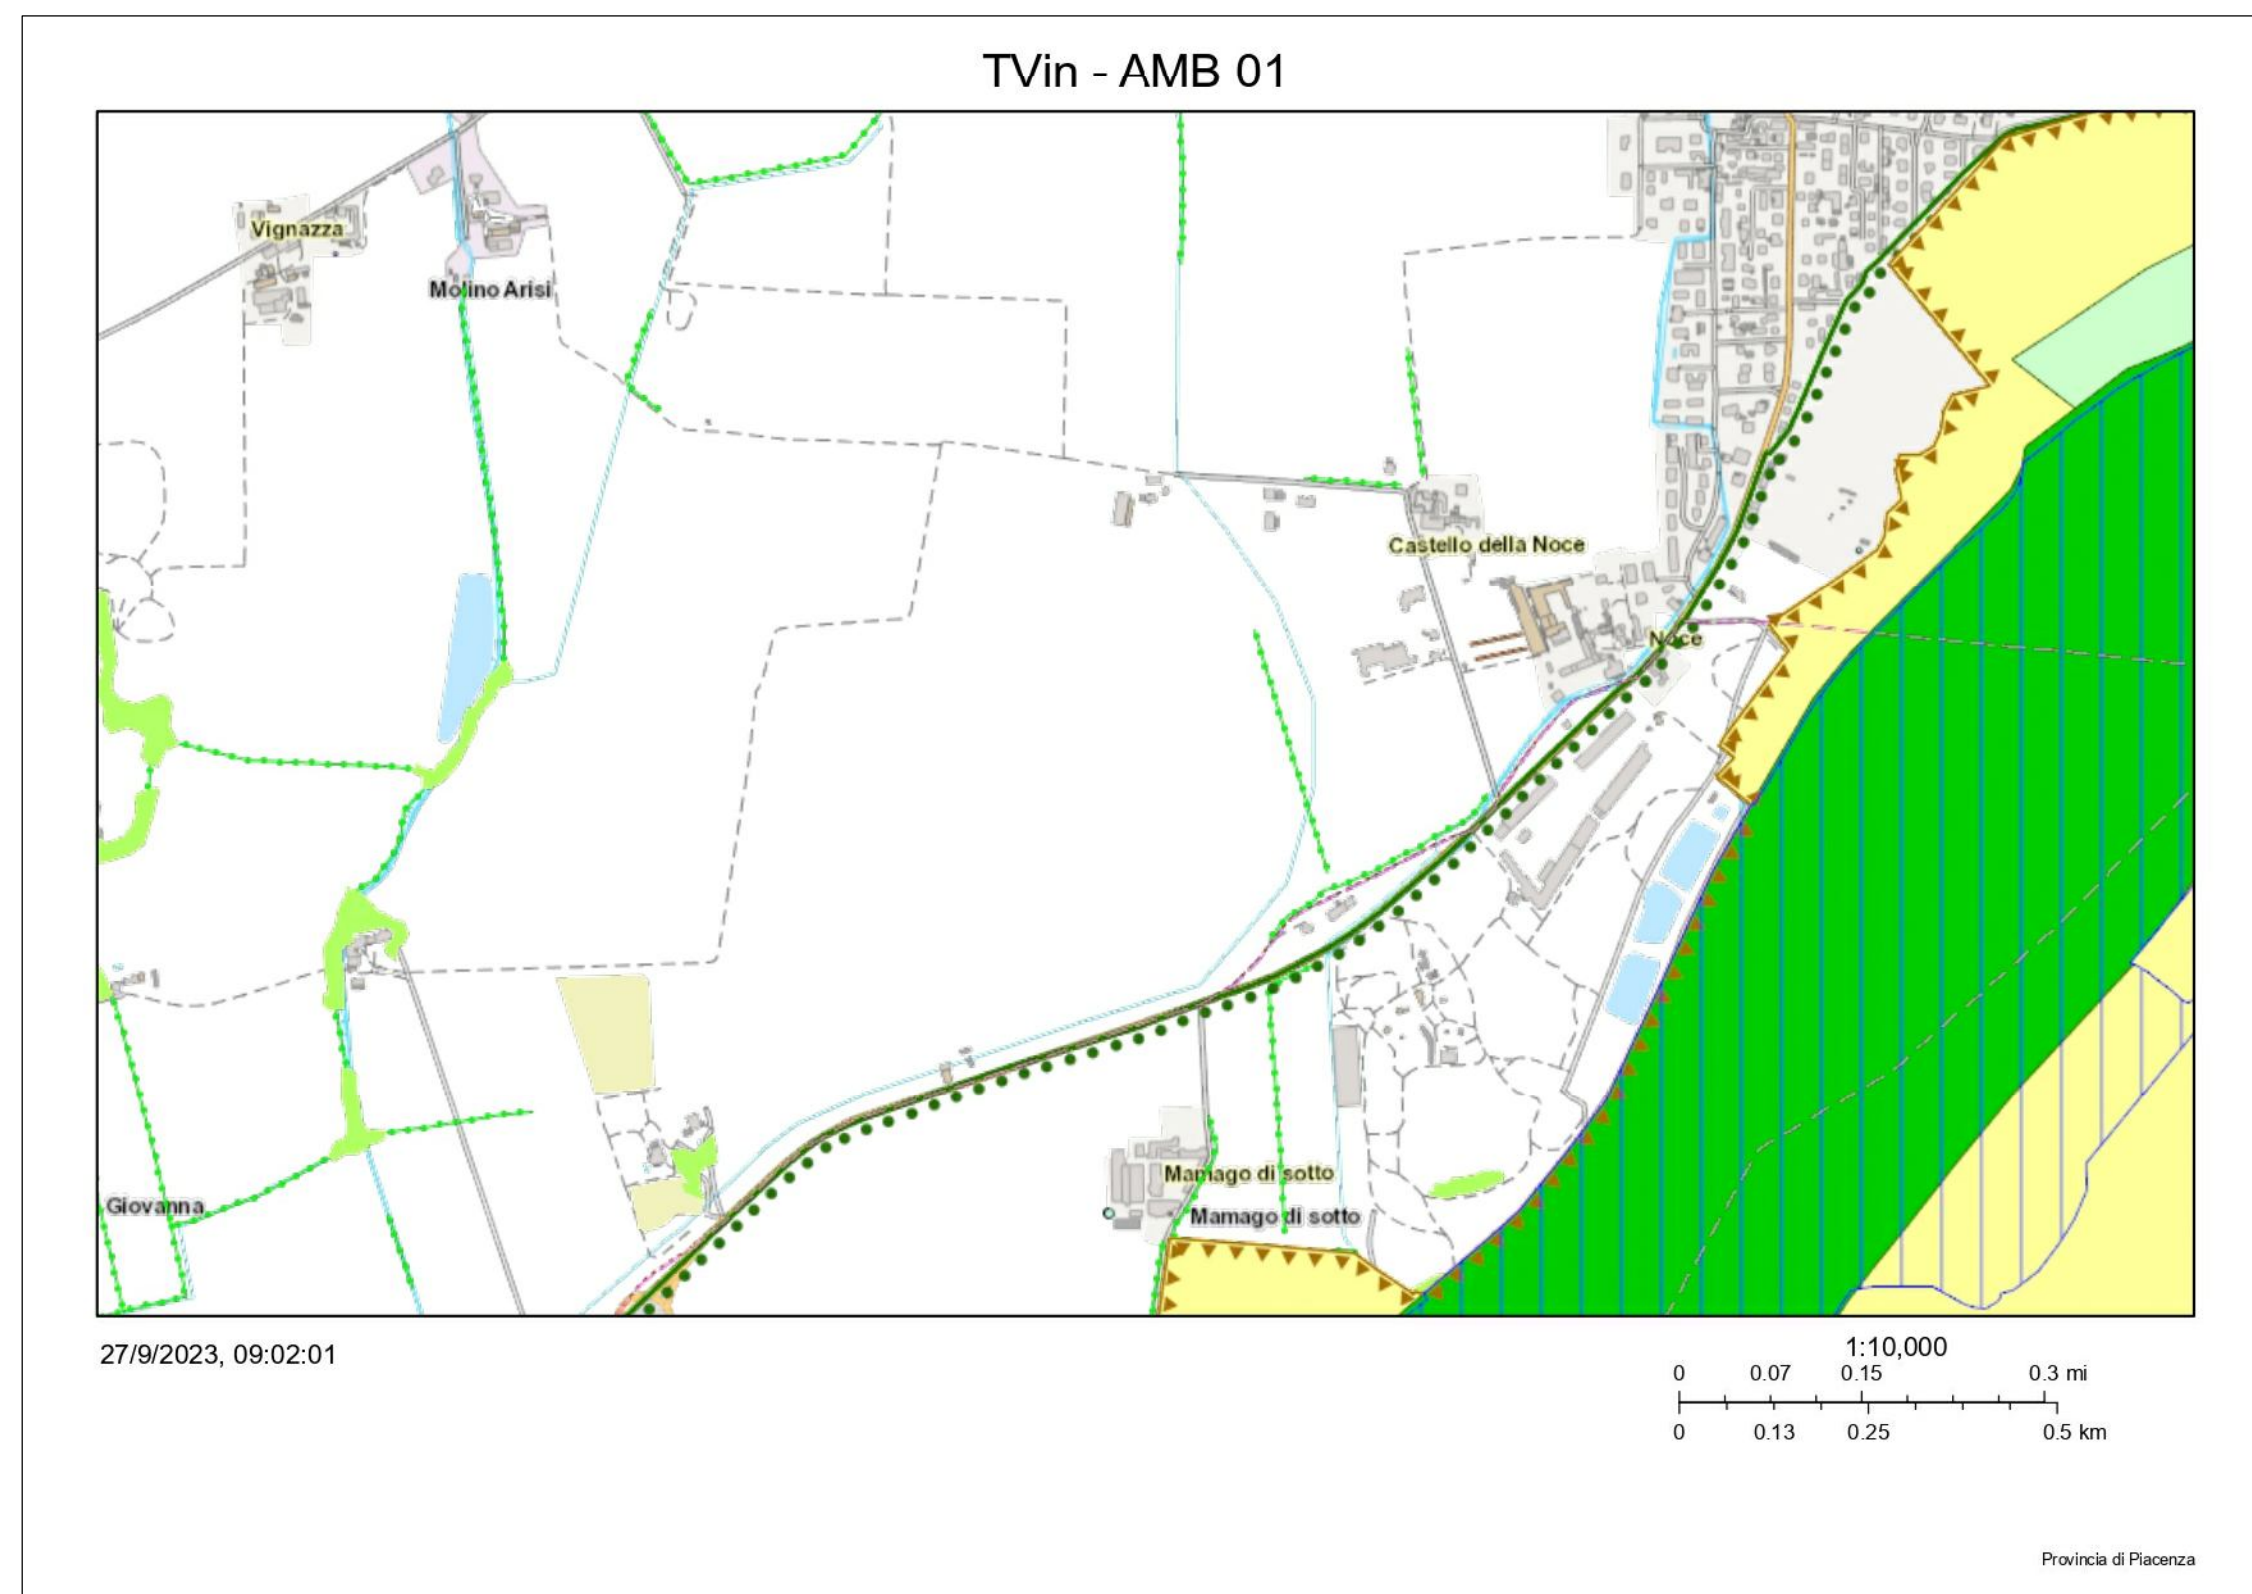 TVin - AMB 01
Vignazza
Molino Arisi
Castello della Noce
Noce
Mamago di sotto
Giovanna
Mamago di sotto
27/9/2023, 09:02:01
1:10,000
0 0.07 0.15 0.3 mi
0 0.13 0.25 0.5 km
Provincia di Piacenza